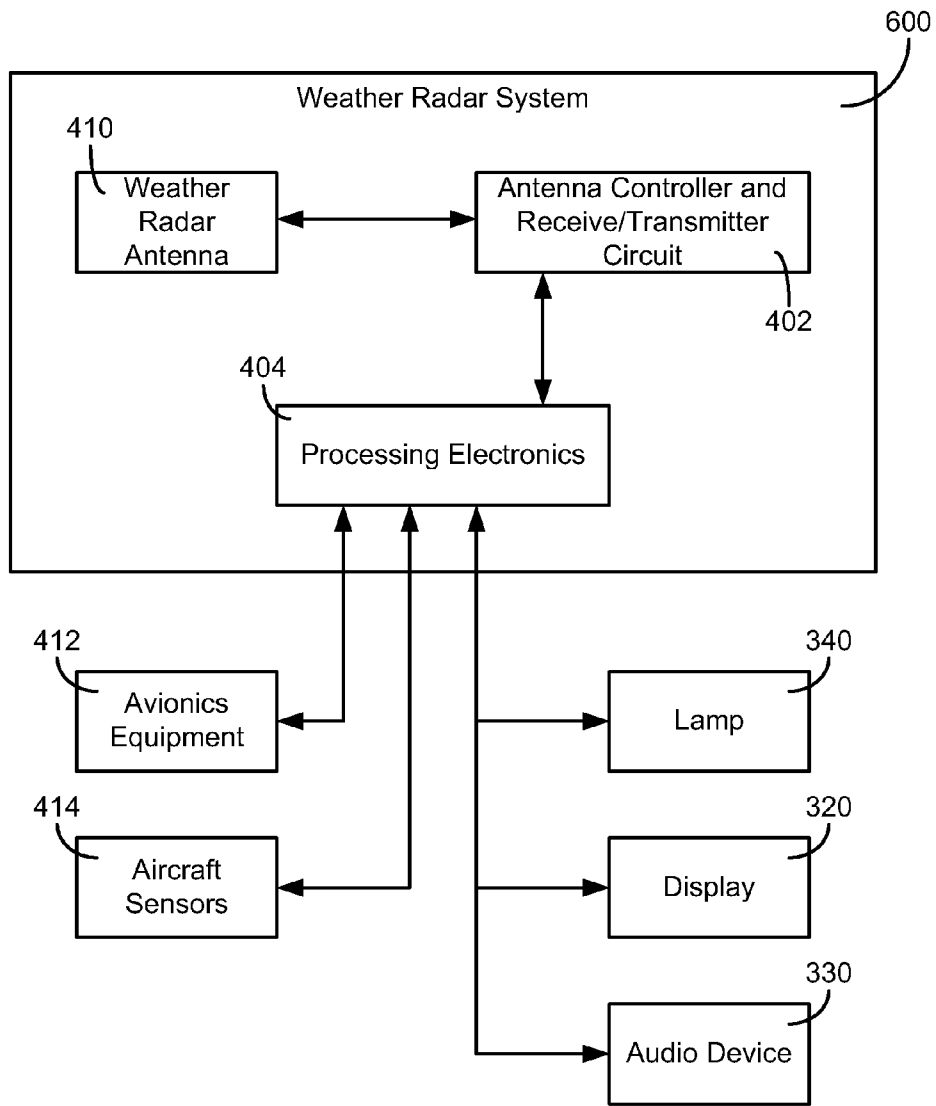 600
Weather Radar System
410
Weather
Radar
Antenna
Antenna Controller and
Receive/Transmitter
Circuit
402
404
Processing Electronics
412
Avionics
Equipment
340
Lamp
414
Aircraft
Sensors
320
Display
330
Audio Device